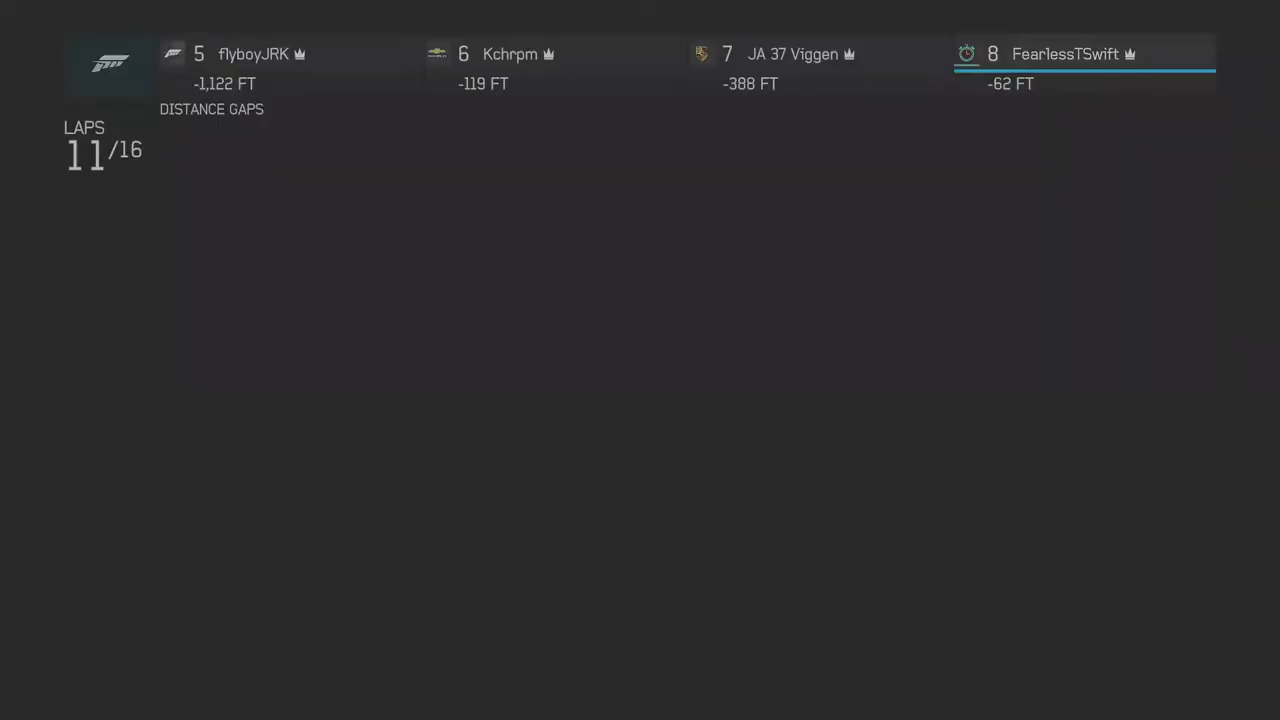 5 flyboyJRK 6 Kchrpm 7 JA 37 Viggen 8 FearlessTSwift
-1,122 FT -119 FT -388 FT -62 FT
DISTANCE GAPS
LAPS
11/16